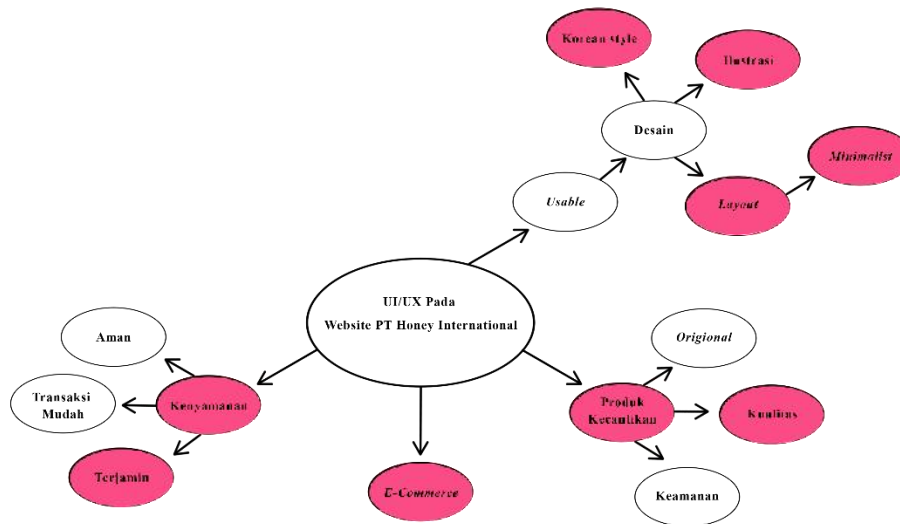 Korean style
Ilustrasi
Desain
Minimalist
Usable
Layout
UI/UX Pada
Website PT Honey International
Aman
Origional
Transaksi
Mudah
Kenyamanan
Produk
Kecantikan
Kualitas
Terjamin
E-Commerce
Keamanan